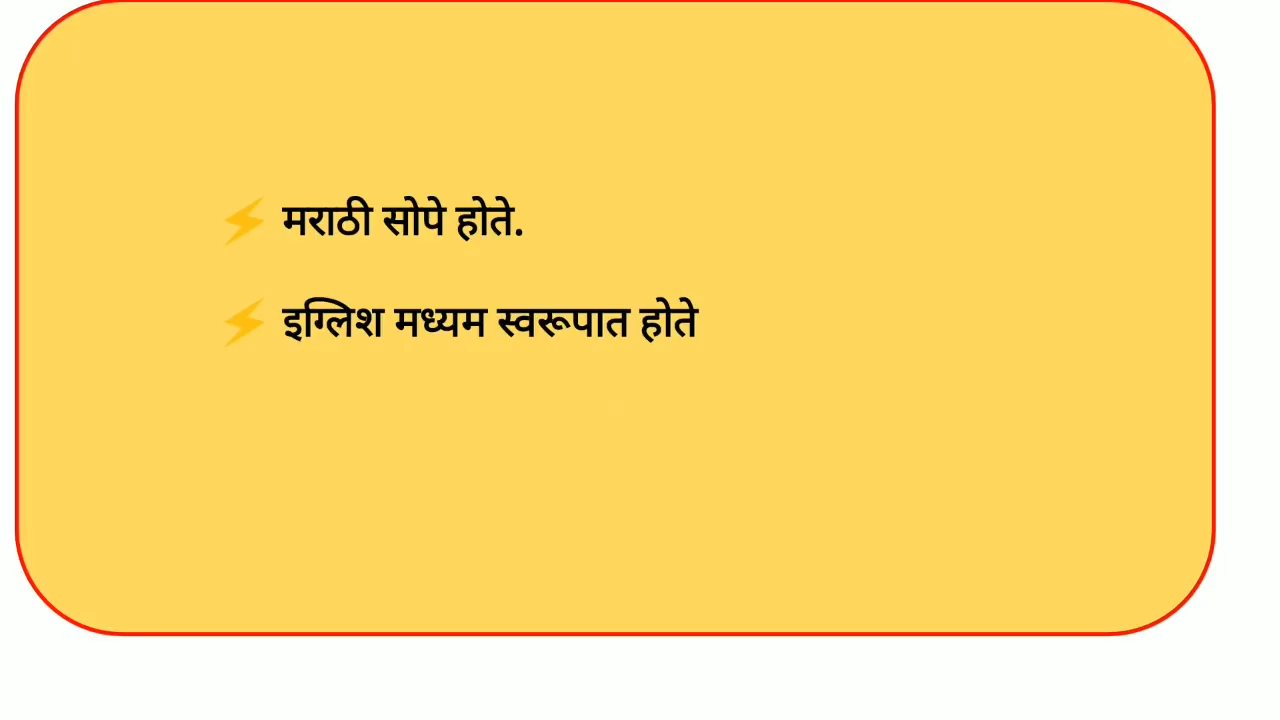 ⚡ मराठी सोपे होते.
⚡ इग्लिश मध्यम स्वरूपात होते